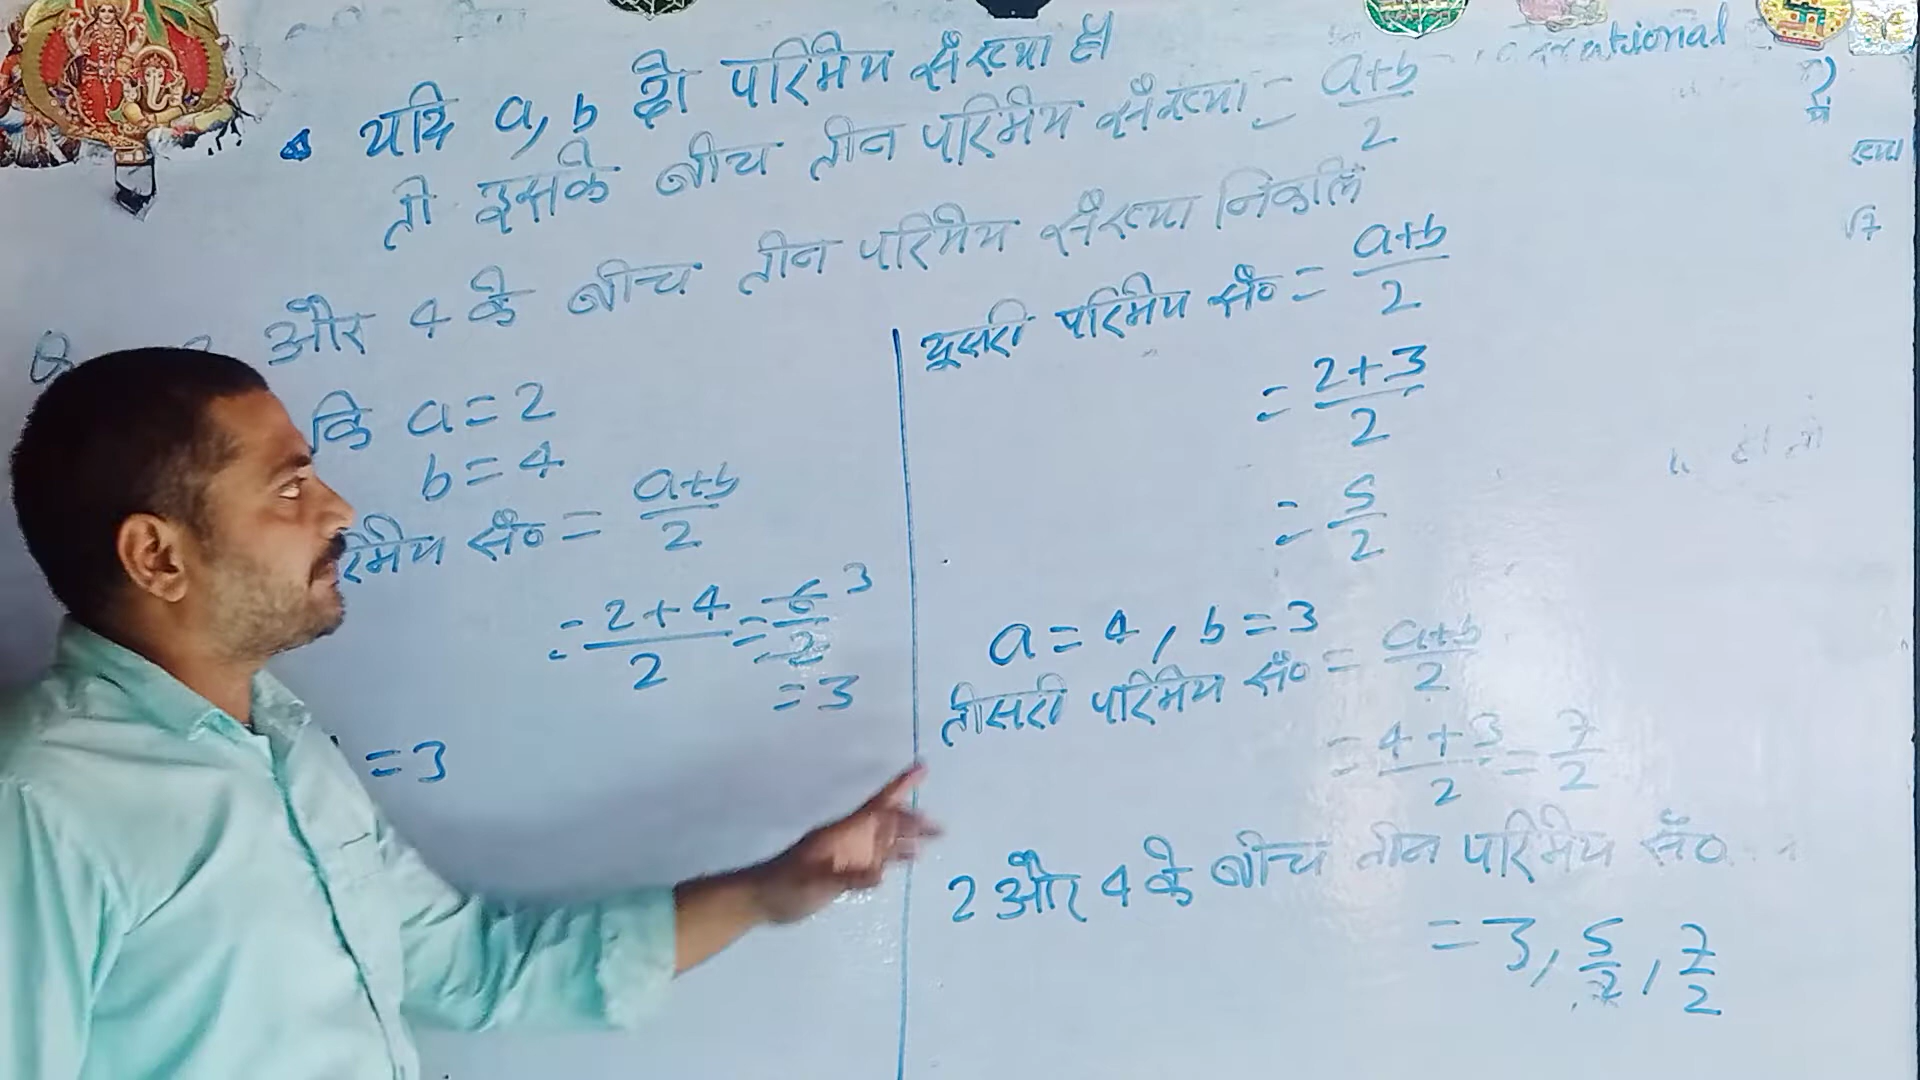 यदि a, b दो परिमेय संख्या हो
तो इसके बीच तीन परिमेय संख्या = a+b/2
और 4 के बीच तीन परिमेय संख्या निकालें
कि a = 2
b = 4
रिमेय सं० = a+b/2
= 2+4/2 = 6/2 3
= 3
= 3
दूसरी परिमेय सं० = a+b/2
= 2+3/2
= 5/2
a = 4, b = 3
तीसरी परिमेय सं० = a+b/2
= 4+3/2 = 7/2
2 और 4 के बीच तीन परिमेय सं०
= 3, 5/2, 7/2